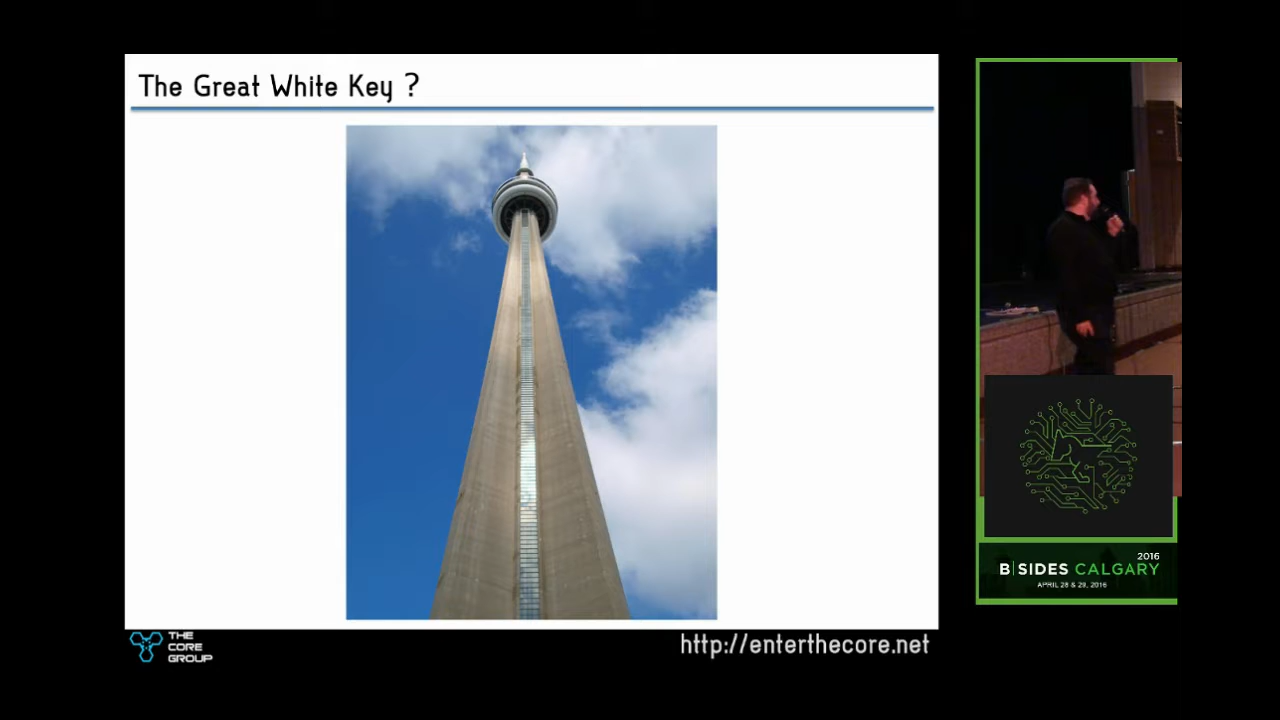 The Great White Key ?
THE
CORE
GROUP
http://enterthecore.net
2016
B|SIDES CALGARY
APRIL 28 & 29, 2016